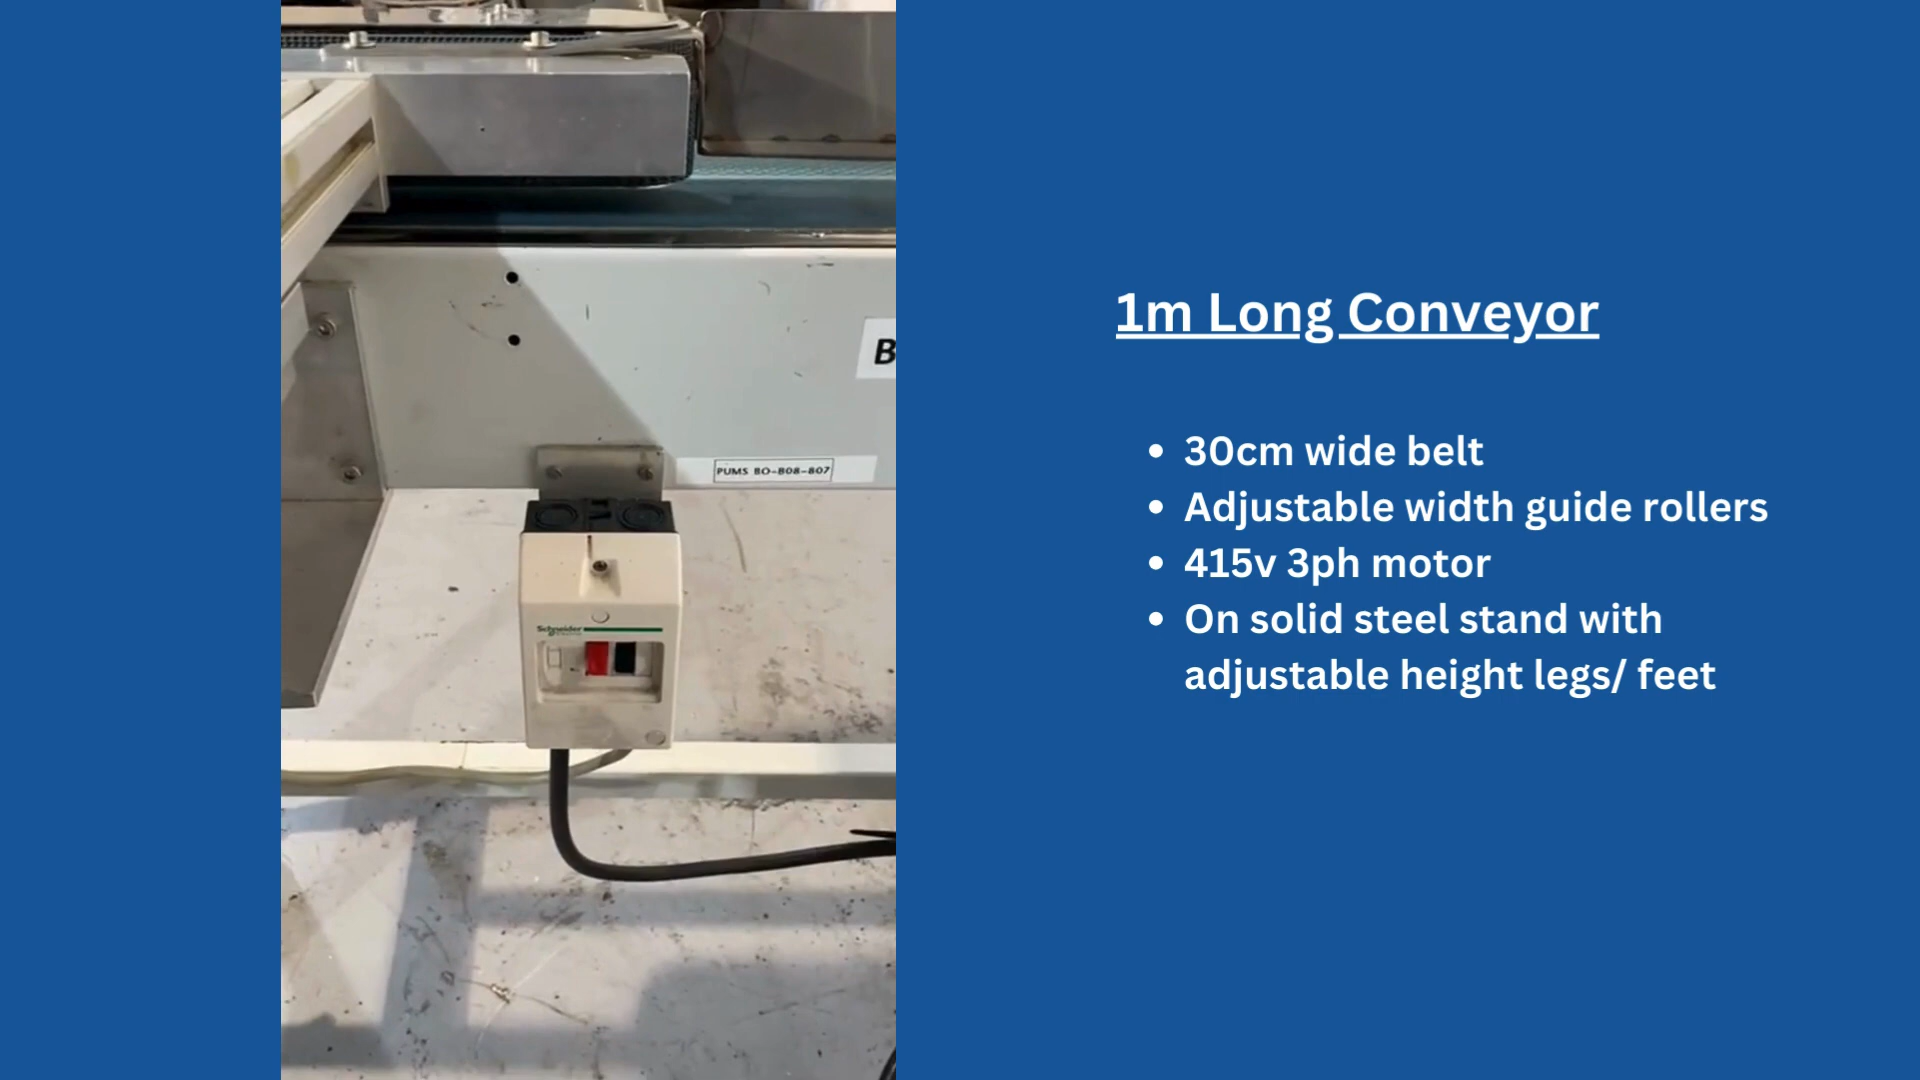 1m Long Conveyor
30cm wide belt
Adjustable width guide rollers
415v 3ph motor
On solid steel stand with
adjustable height legs/ feet
B
PUMS BO-808-807
Schneider